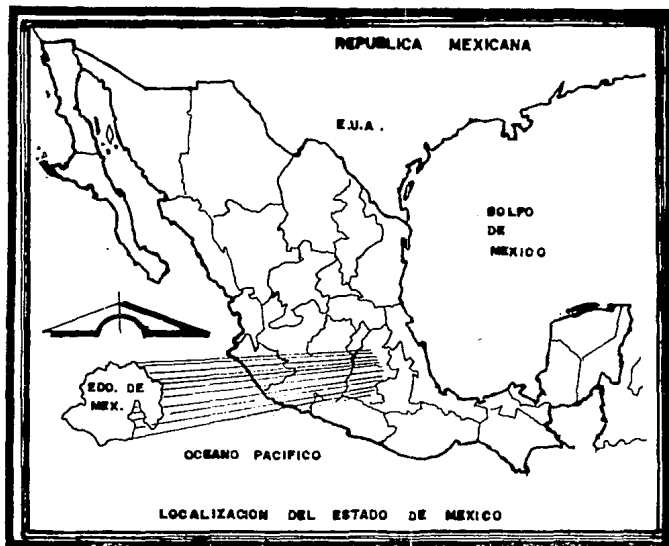 REPUBLICA MEXICANA
E.U.A.
GOLFO
DE
MEXICO
EDO. DE
MEX.
OCEANO PACIFICO
LOCALIZACION DEL ESTADO DE MEXICO